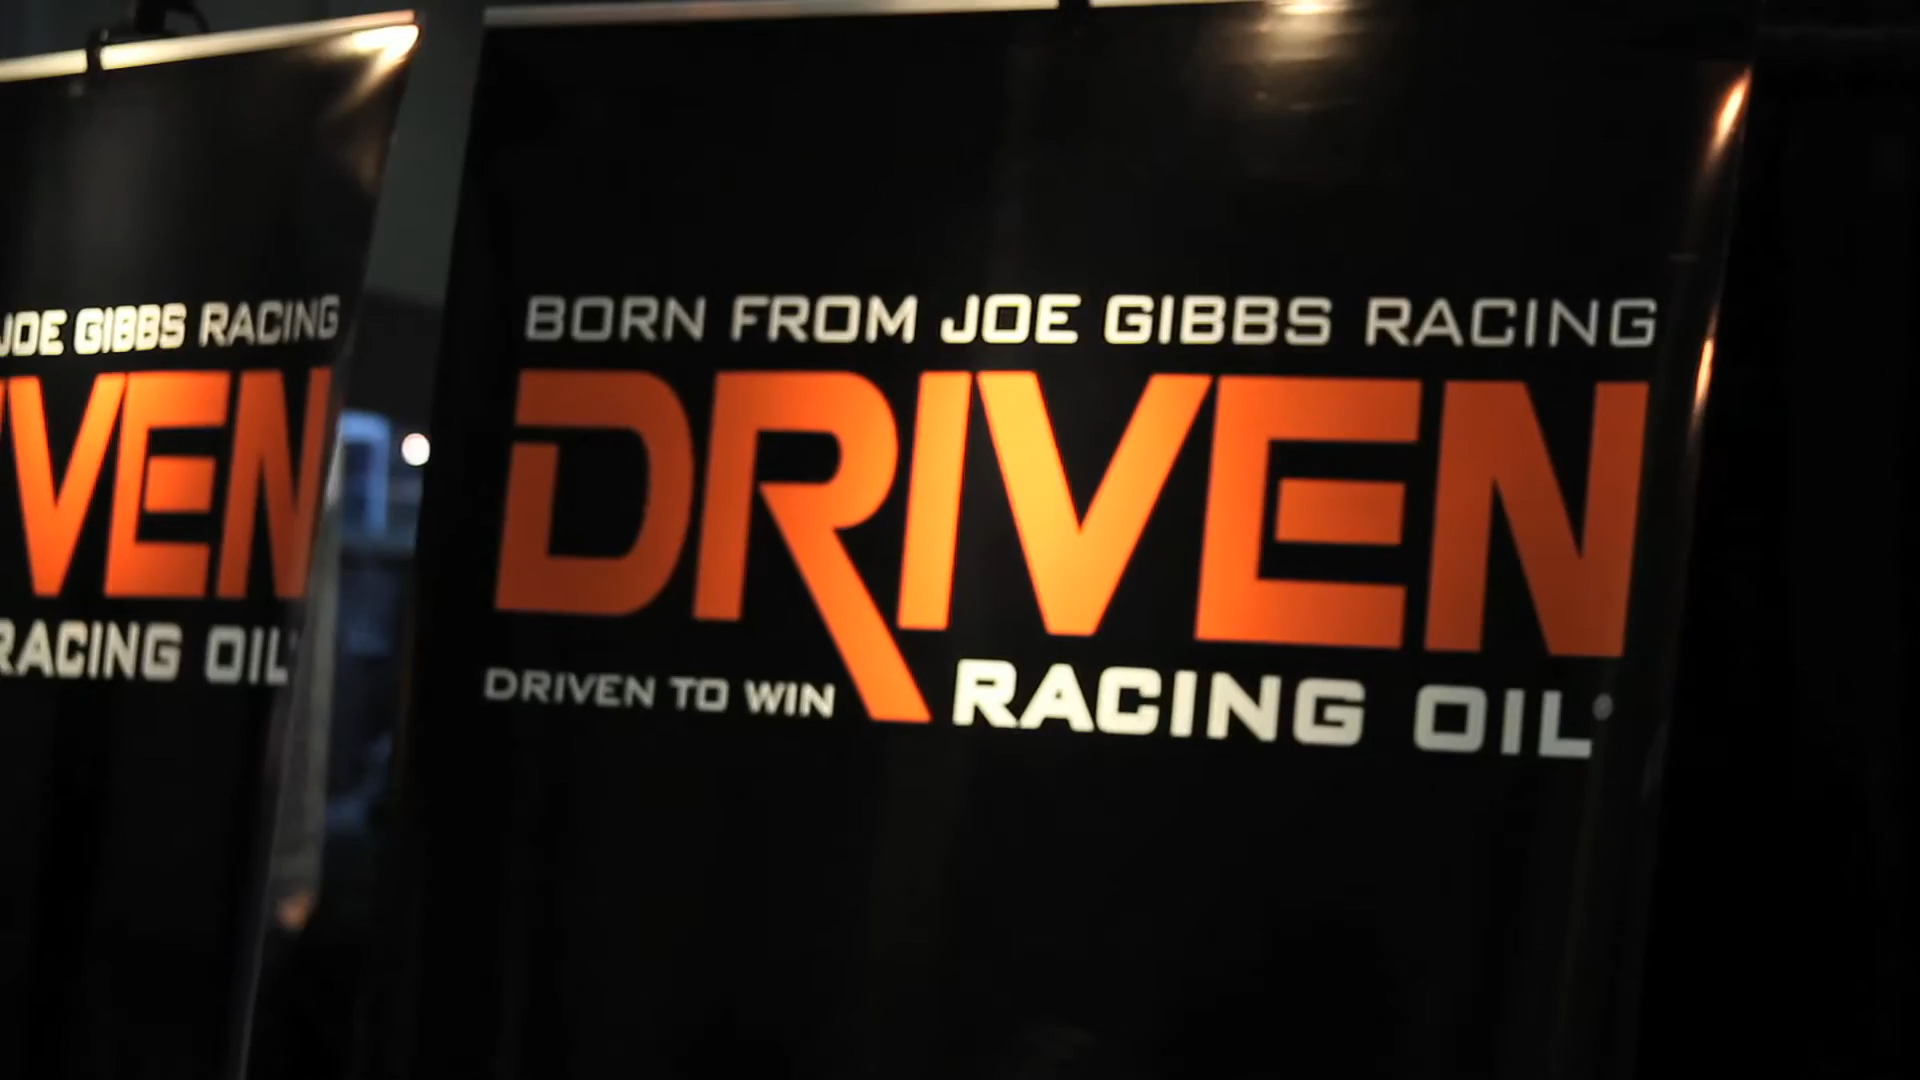 JOE GIBBS RACING
VEN
RACING OIL
BORN FROM JOE GIBBS RACING
DRIVEN
DRIVEN TO WIN RACING OIL